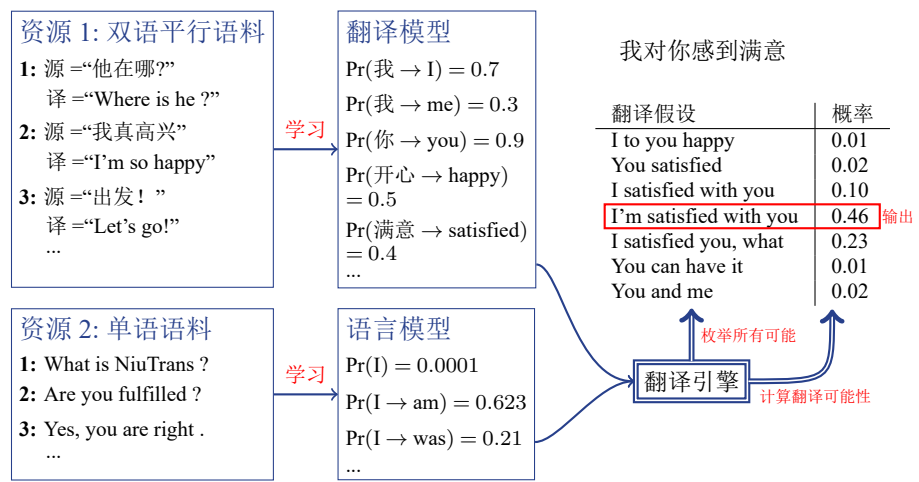 资源 1: 双语平行语料
1: 源 =“他在哪?”
译 =“Where is he ?”
2: 源 =“我真高兴”
译 =“I’m so happy”
3: 源 =“出发！”
译 =“Let’s go!”
...
学习
翻译模型
Pr(我 → I) = 0.7
Pr(我 → me) = 0.3
Pr(你 → you) = 0.9
Pr(开心 → happy)
= 0.5
Pr(满意 → satisfied)
= 0.4
...
资源 2: 单语语料
1: What is NiuTrans ?
2: Are you fulfilled ?
3: Yes, you are right .
...
学习
语言模型
Pr(I) = 0.0001
Pr(I → am) = 0.623
Pr(I → was) = 0.21
...
我对你感到满意
翻译假设 概率
I to you happy 0.01
You satisfied 0.02
I satisfied with you 0.10
I’m satisfied with you 0.46 输出
I satisfied you, what 0.23
You can have it 0.01
You and me 0.02
枚举所有可能
翻译引擎
计算翻译可能性